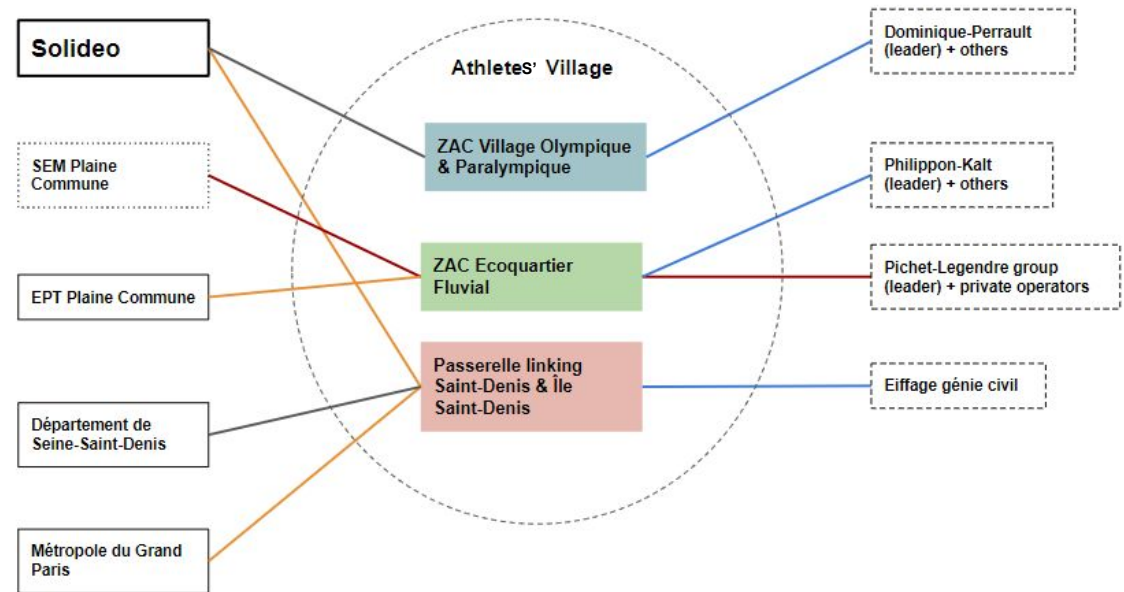 Solideo
SEM Plaine
Commune
EPT Plaine Commune
Département de
Seine-Saint-Denis
Métropole du Grand
Paris
Athletes' Village
ZAC Village Olympique
& Paralympique
ZAC Ecoquartier
Fluvial
Passerelle linking
Saint-Denis & Île
Saint-Denis
Dominique-Perrault
(leader) + others
Philippon-Kalt
(leader) + others
Pichet-Legendre group
(leader) + private operators
Eiffage génie civil